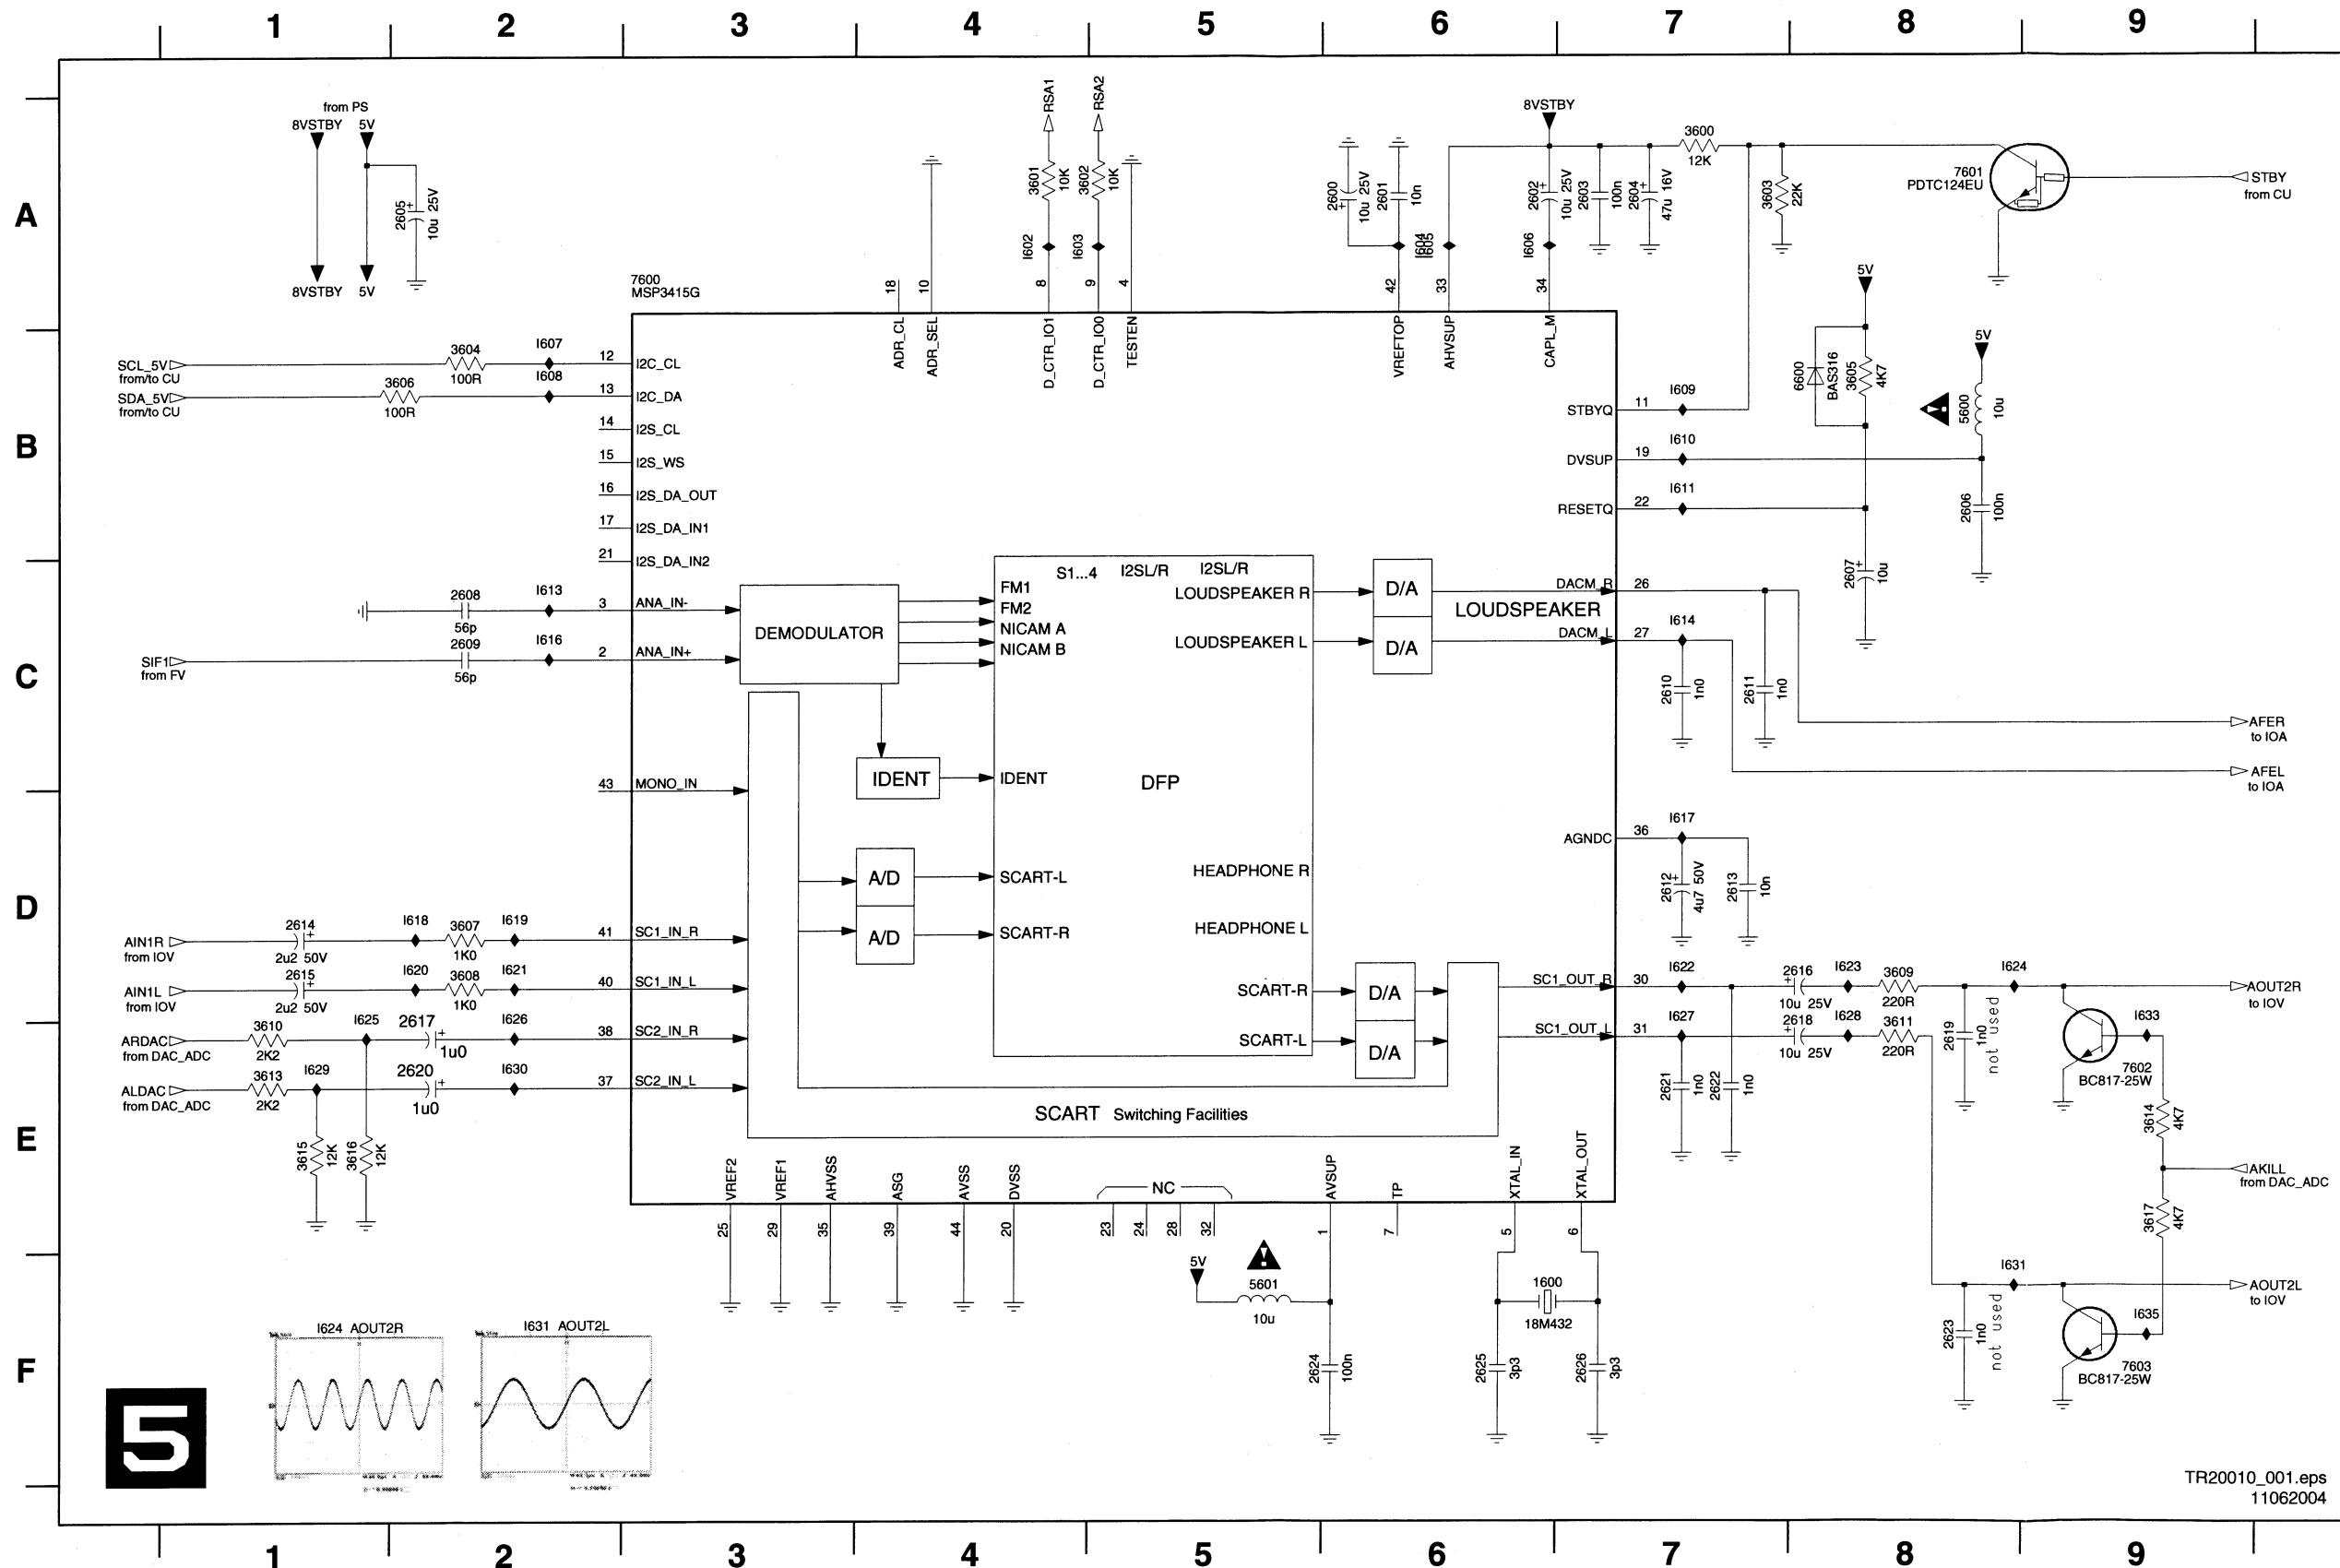 1 2 3 4 5 6 7 8 9
A
B
C
D
E
F
from PS
8VSTBY 5V
2605 10u 25V
8VSTBY 5V
RSA1
RSA2
3601 10K
3602 10K
I602
I603
8VSTBY
2600 10u 25V
2601 10n
2602 10u 25V
2603 100n
2604 47u 16V
3600
12K
3603 22K
I604
I605
I606
7601
PDTC124EU
STBY
from CU
7600
MSP3415G
18 ADR_CL
10 ADR_SEL
8 D_CTR_IO1
9 D_CTR_IO0
4 TESTEN
42 VREFTOP
33 AHVSUP
34 CAPL_M
SCL_5V
from/to CU
3604
100R
I607
12 I2C_CL
SDA_5V
from/to CU
3606
100R
I608
13 I2C_DA
14 I2S_CL
15 I2S_WS
16 I2S_DA_OUT
17 I2S_DA_IN1
21 I2S_DA_IN2
STBYQ 11 I609
DVSUP 19 I610
RESETQ 22 I611
5V
6600 BAS316
3605 4K7
5V
5600 10u
2606 100n
2607 10u
2608
56p
I613
3 ANA_IN-
SIF1
from FV
2609
56p
I616
2 ANA_IN+
DEMODULATOR
S1...4 I2SL/R I2SL/R
FM1
FM2
NICAM A
NICAM B
LOUDSPEAKER R
LOUDSPEAKER L
D/A
D/A
LOUDSPEAKER
DACM_R 26
DACM_L 27 I614
2610 1n0
2611 1n0
AFER
to IOA
AFEL
to IOA
43 MONO_IN
IDENT
IDENT
DFP
A/D
A/D
SCART-L
SCART-R
HEADPHONE R
HEADPHONE L
AGNDC 36 I617
2612 4u7 50V
2613 10n
AIN1R
from IOV
2614
2u2 50V
I618
3607
1K0
I619
41 SC1_IN_R
AIN1L
from IOV
2615
2u2 50V
I620
3608
1K0
I621
40 SC1_IN_L
ARDAC
from DAC_ADC
3610
2K2
I625
2617
1u0
I626
38 SC2_IN_R
ALDAC
from DAC_ADC
3613
2K2
I629
2620
1u0
I630
37 SC2_IN_L
3615 12K
3616 12K
SCART-R
SCART-L
D/A
D/A
SCART Switching Facilities
SC1_OUT_R 30 I622
2616
10u 25V
I623
3609
220R
I624
AOUT2R
to IOV
SC1_OUT_L 31 I627
2618
10u 25V
I628
3611
220R
2619 1n0
not used
I633
7602
BC817-25W
2621 1n0
2622 1n0
3614 4K7
AKILL
from DAC_ADC
3617 4K7
I631
AOUT2L
to IOV
2623 1n0
not used
I635
7603
BC817-25W
VREF2 25
VREF1 29
AHVSS 35
ASG 39
AVSS 44
DVSS 20
NC
23 24 28 32
AVSUP 1
TP 7
XTAL_IN 5
XTAL_OUT 6
5V
5601
10u
2624 100n
1600
18M432
2625 3p3
2626 3p3
5
I624 AOUT2R
I631 AOUT2L
TR20010_001.eps
11062004
1 2 3 4 5 6 7 8 9